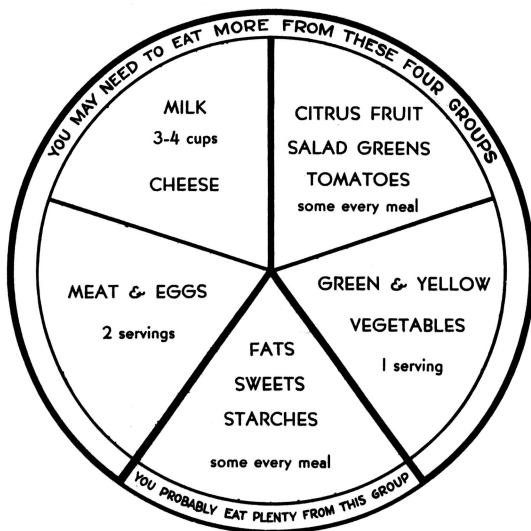 YOU MAY NEED TO EAT MORE FROM THESE FOUR GROUPS
MILK
3-4 cups
CHEESE
CITRUS FRUIT
SALAD GREENS
TOMATOES
some every meal
MEAT & EGGS
2 servings
GREEN & YELLOW
VEGETABLES
1 serving
FATS
SWEETS
STARCHES
some every meal
YOU PROBABLY EAT PLENTY FROM THIS GROUP